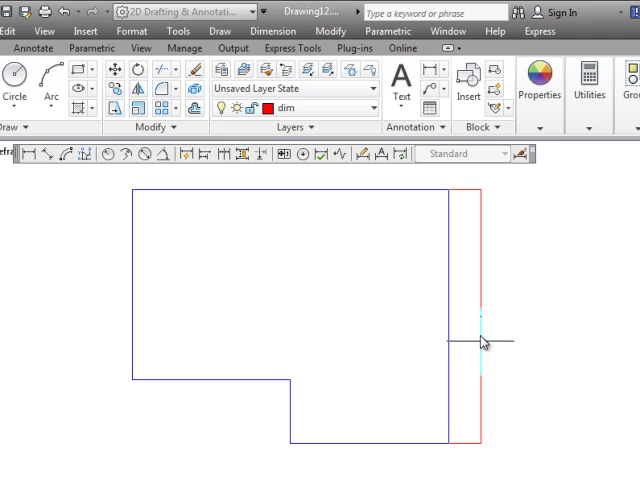 2D Drafting & Annotati... Drawing12.... Type a keyword or phrase Sign In
Edit View Insert Format Tools Draw Dimension Modify Parametric Window Help Express
Annotate Parametric View Manage Output Express Tools Plug-ins Online
Unsaved Layer State
Circle Arc Text Insert Properties Utilities Grou
dim
Draw Modify Layers Annotation Block
Standard